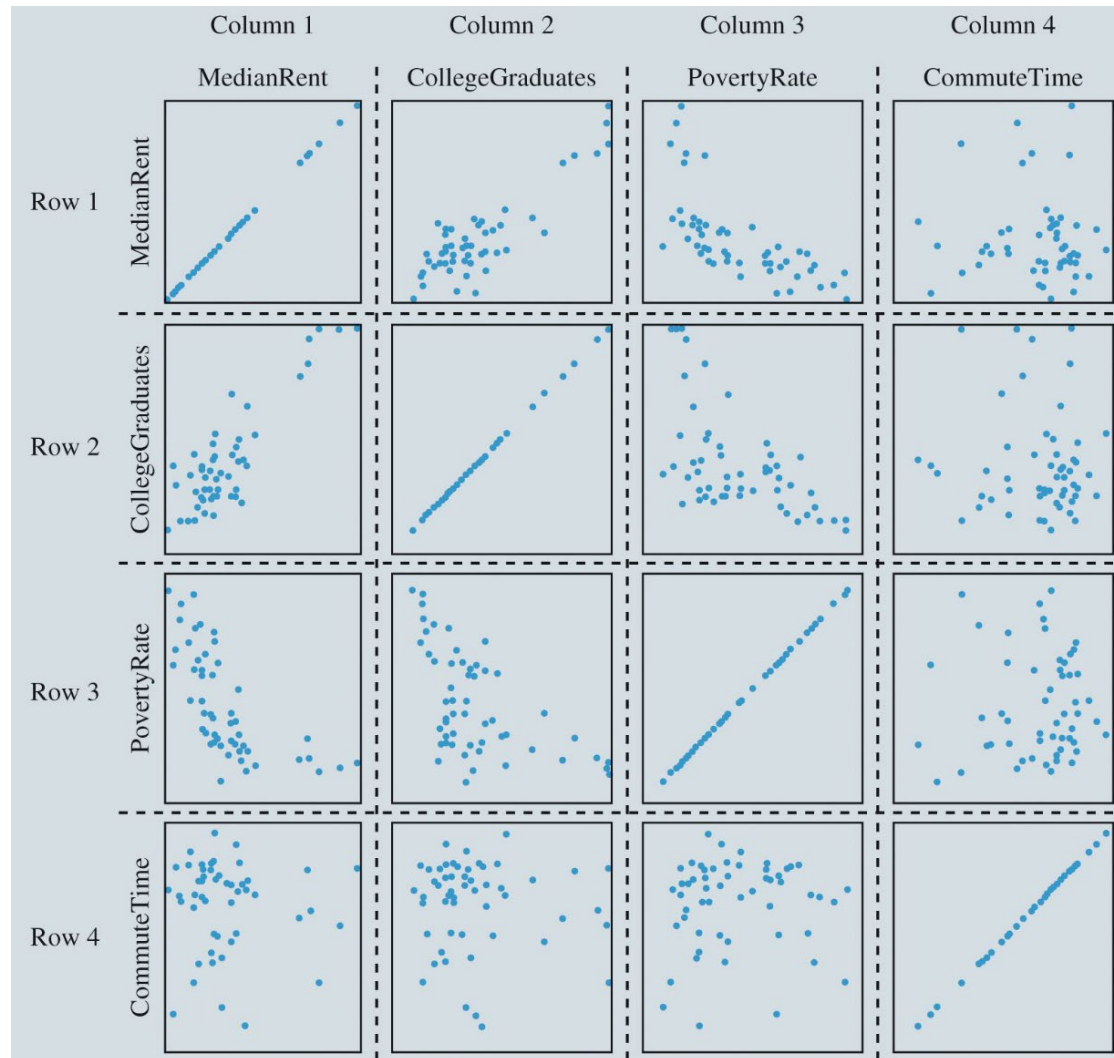 Column 1 Column 2 Column 3 Column 4
MedianRent CollegeGraduates PovertyRate CommuteTime
Row 1 MedianRent
Row 2 CollegeGraduates
Row 3 PovertyRate
Row 4 CommuteTime